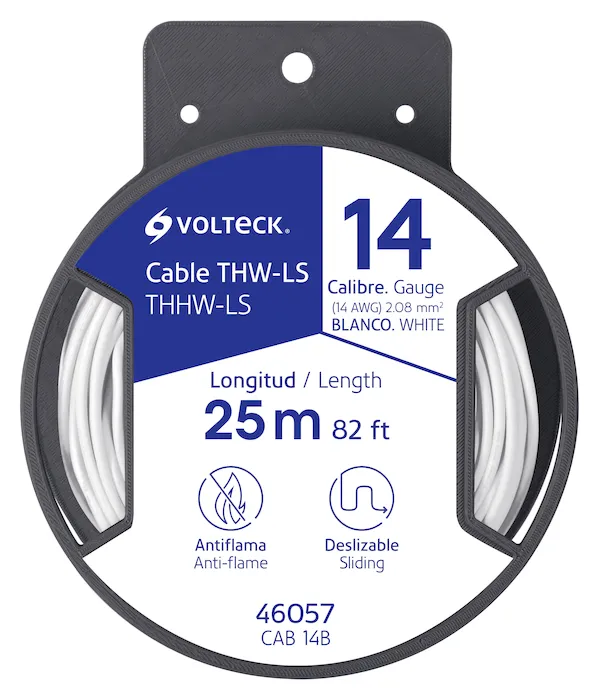 VOLTECK®
Cable THW-LS
THHW-LS
14
Calibre. Gauge
(14 AWG) 2.08 mm²
BLANCO. WHITE
Longitud / Length
25 m 82 ft
Antiflama
Anti-flame
Deslizable
Sliding
46057
CAB 14B